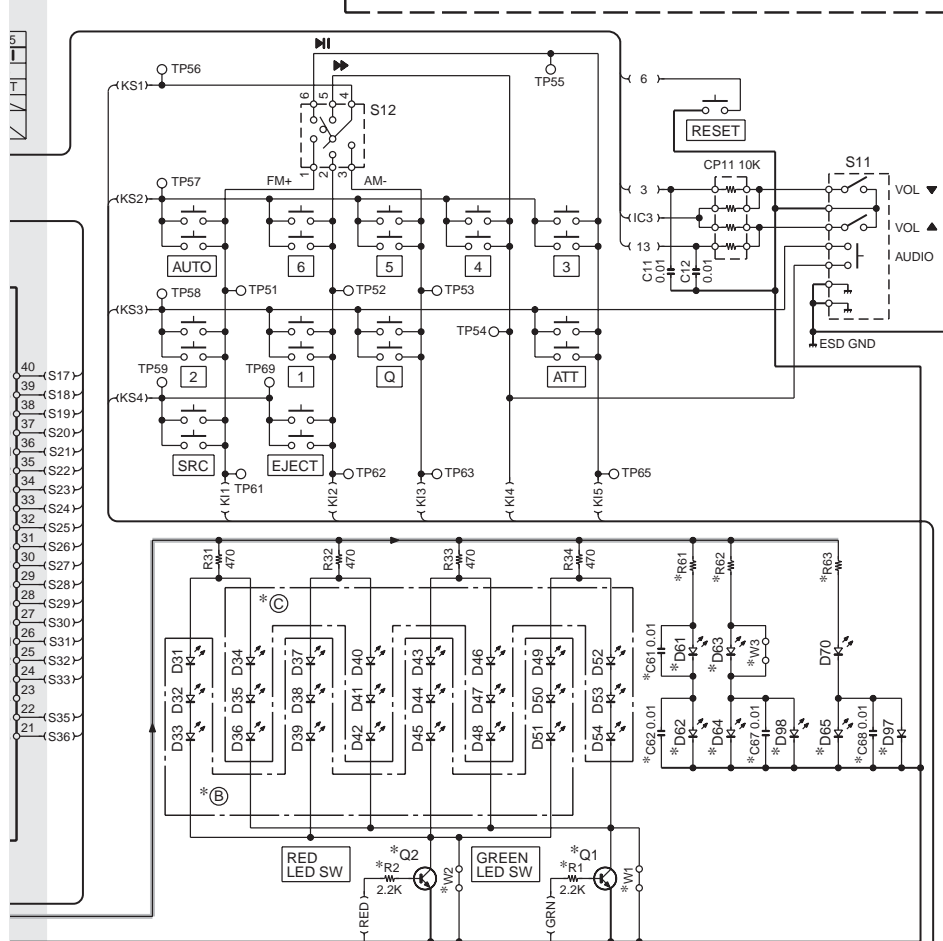 5
T
TP56
KS1
6
5
4
S12
1
2
3
FM+
AM-
TP55
6
RESET
CP11 10K
S11
3
IC3
13
VOL ▼
VOL ▲
AUDIO
C11
0.01
C12
0.01
ESD GND
TP57
KS2
AUTO
6
5
4
3
TP58
TP51
TP52
TP53
KS3
TP54
TP59
2
TP69
1
Q
ATT
KS4
SRC
EJECT
TP61
TP62
TP63
TP65
KI1
KI2
KI3
KI4
KI5
40 S17
39 S18
38 S19
37 S20
36 S21
35 S22
34 S23
33 S24
32 S25
31 S26
30 S27
29 S28
28 S29
27 S30
26 S31
25 S32
24 S33
23
22 S35
21 S36
R31
470
R32
470
R33
470
R34
470
*R61
*R62
*R63
*Ⓒ
D31
D34
D37
D40
D43
D46
D49
D52
D32
D35
D38
D41
D44
D47
D50
D53
D33
D36
D39
D42
D45
D48
D51
D54
*C61 0.01
*D61
*D63
*W3
D70
*C62 0.01
*D62
*D64
*C67 0.01
*D98
*D65
*C68 0.01
*D97
*Ⓑ
RED
LED SW
*Q2
*R2
2.2K
*W2
RED
GREEN
LED SW
*Q1
*R1
2.2K
*W1
GRN